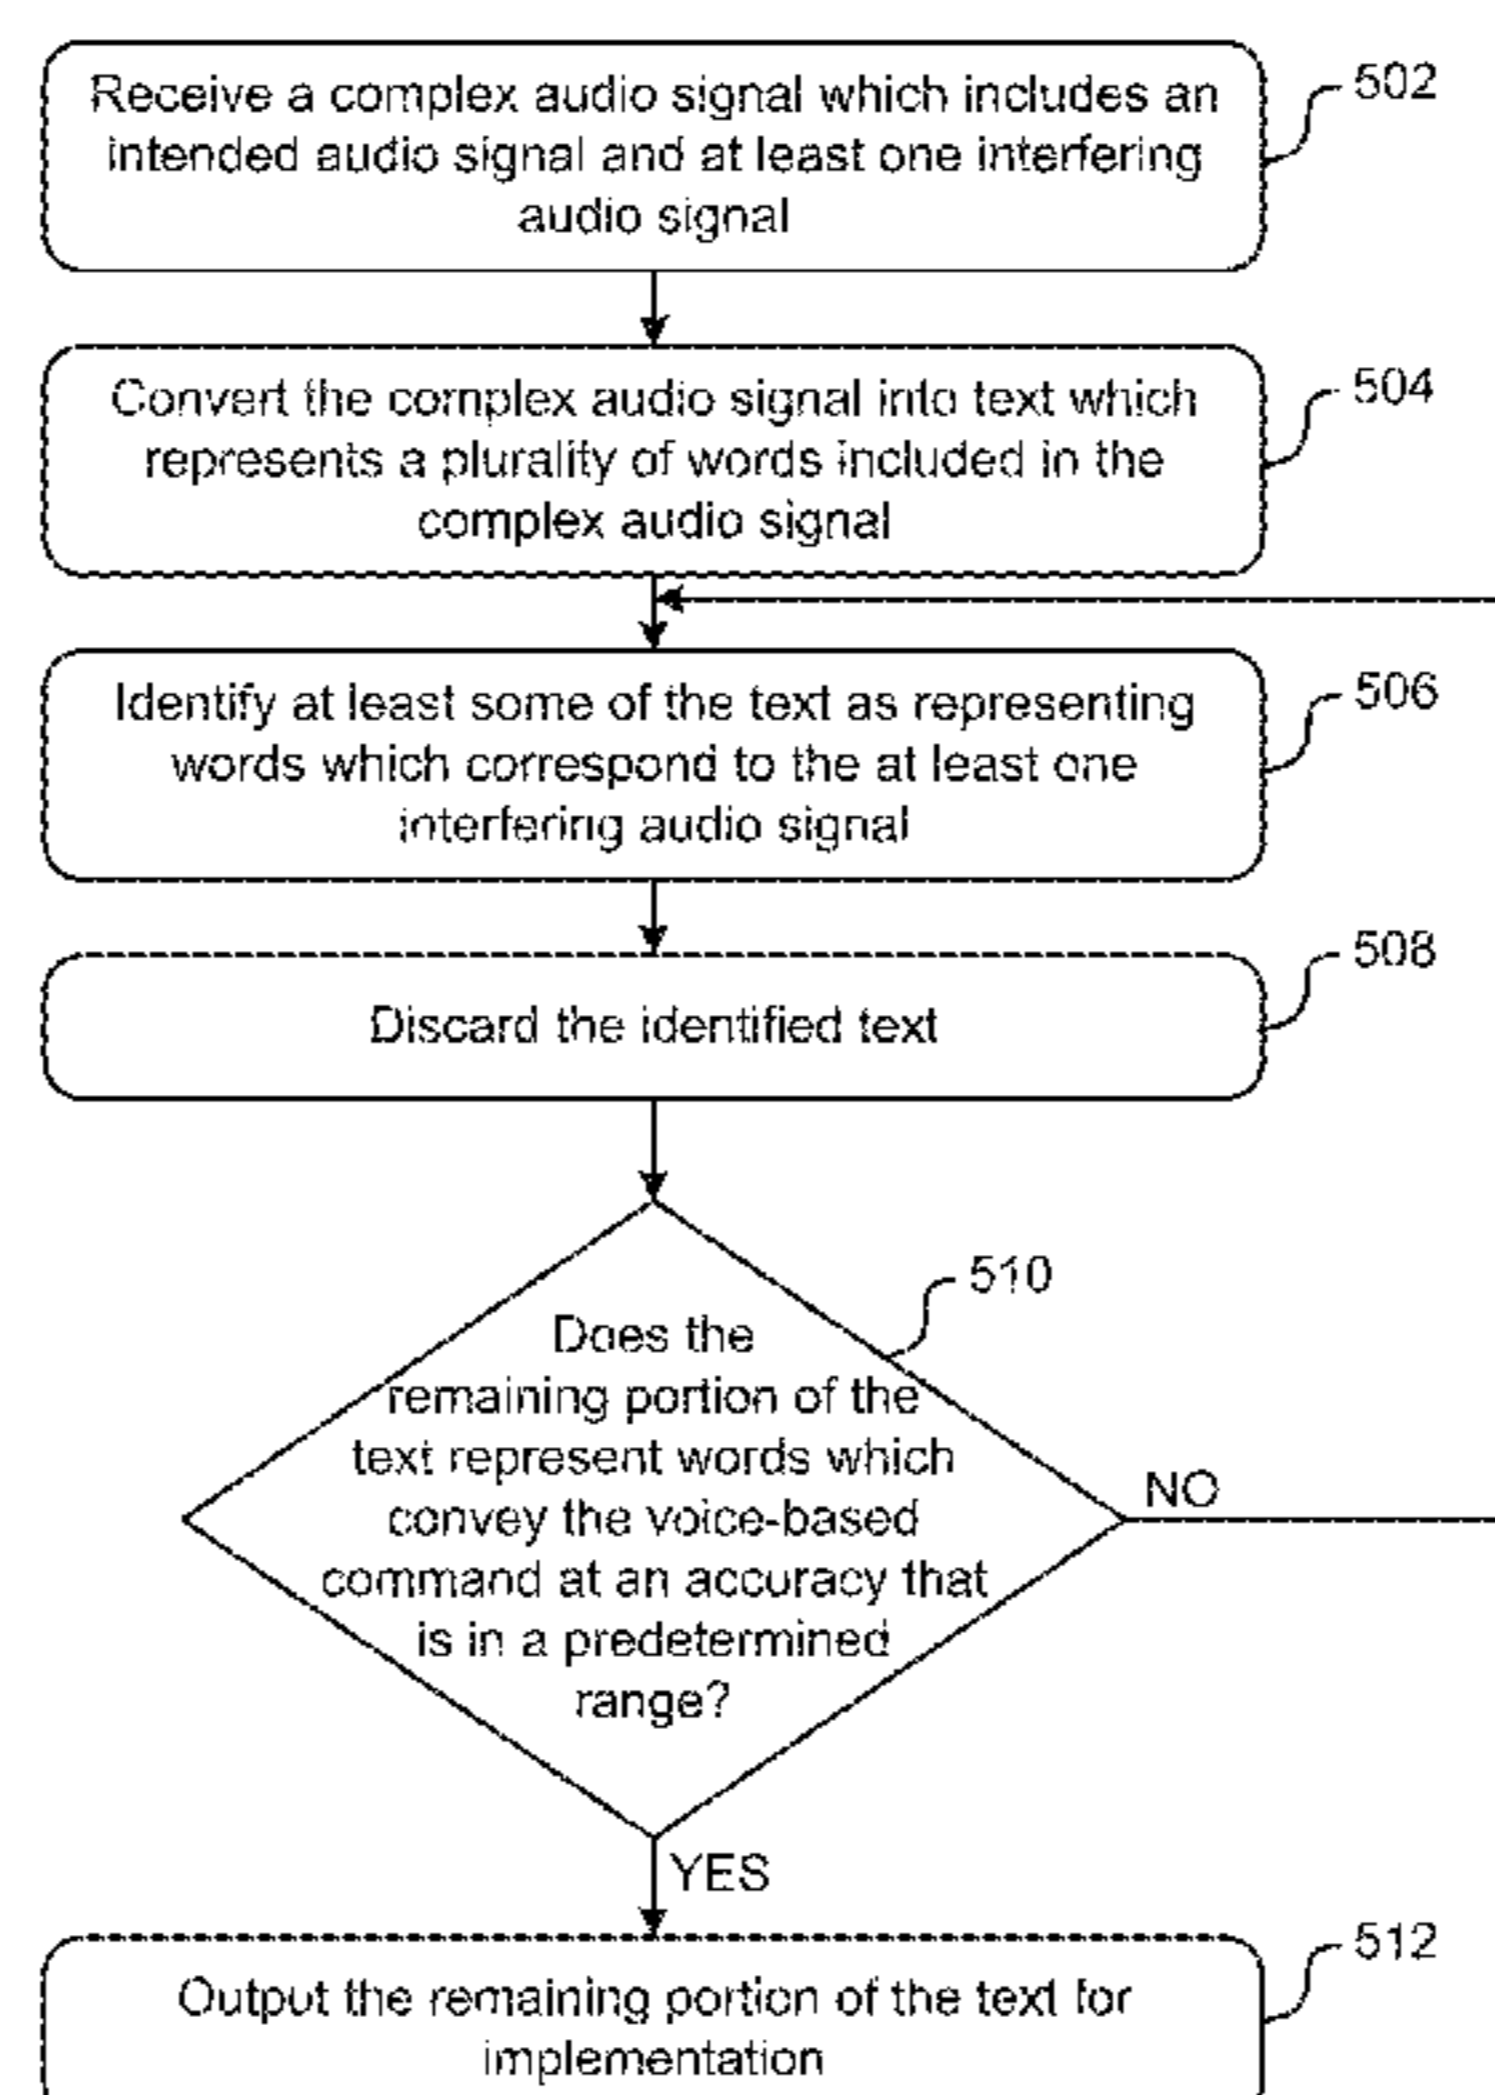 Receive a complex audio signal which includes an
intended audio signal and at least one interfering
audio signal
502
Convert the complex audio signal into text which
represents a plurality of words included in the
complex audio signal
504
Identify at least some of the text as representing
words which correspond to the at least one
interfering audio signal
506
Discard the identified text
508
Does the
remaining portion of the
text represent words which
convey the voice-based
command at an accuracy that
is in a predetermined
range?
510
NO
YES
Output the remaining portion of the text for
implementation
512